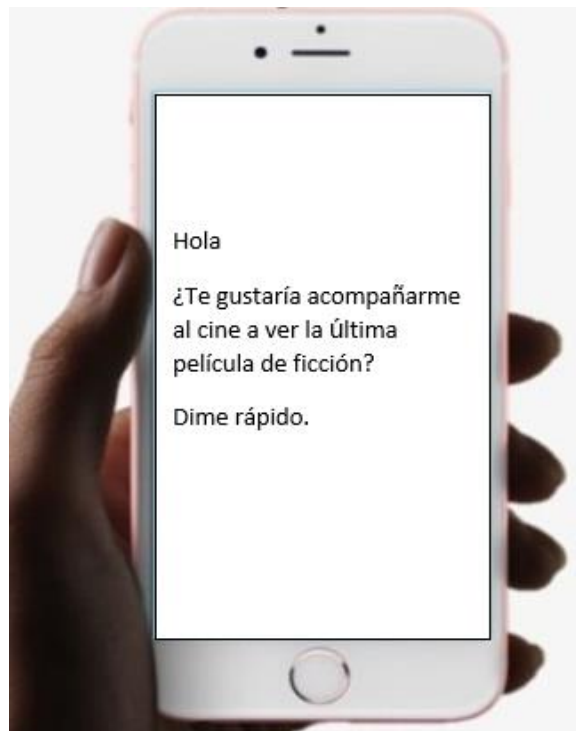 Hola
¿Te gustaría acompañarme
al cine a ver la última
película de ficción?
Dime rápido.